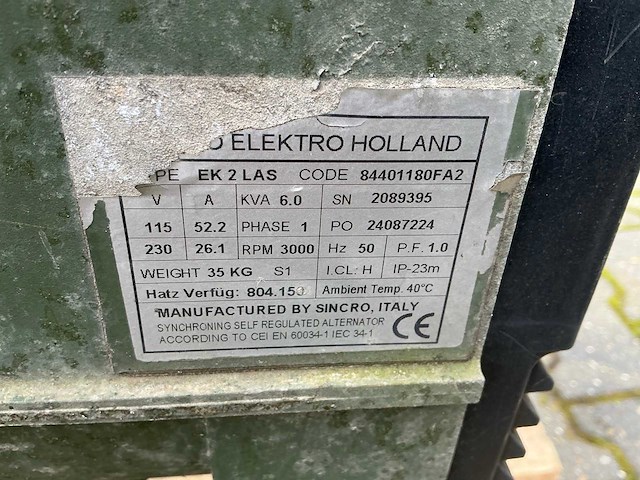 ELEKTRO HOLLAND
EK 2 LAS CODE 84401180FA2
V A KVA 6.0 SN 2089395
115 52.2 PHASE 1 PO 24087224
230 26.1 RPM 3000 Hz 50 P.F. 1.0
WEIGHT 35 KG S1 I.CL: H IP-23m
Hatz Verfüg: 804.150 Ambient Temp. 40°C
MANUFACTURED BY SINCRO, ITALY
SYNCHRONING SELF REGULATED ALTERNATOR
ACCORDING TO CEI EN 60034-1 IEC 34-1
CE